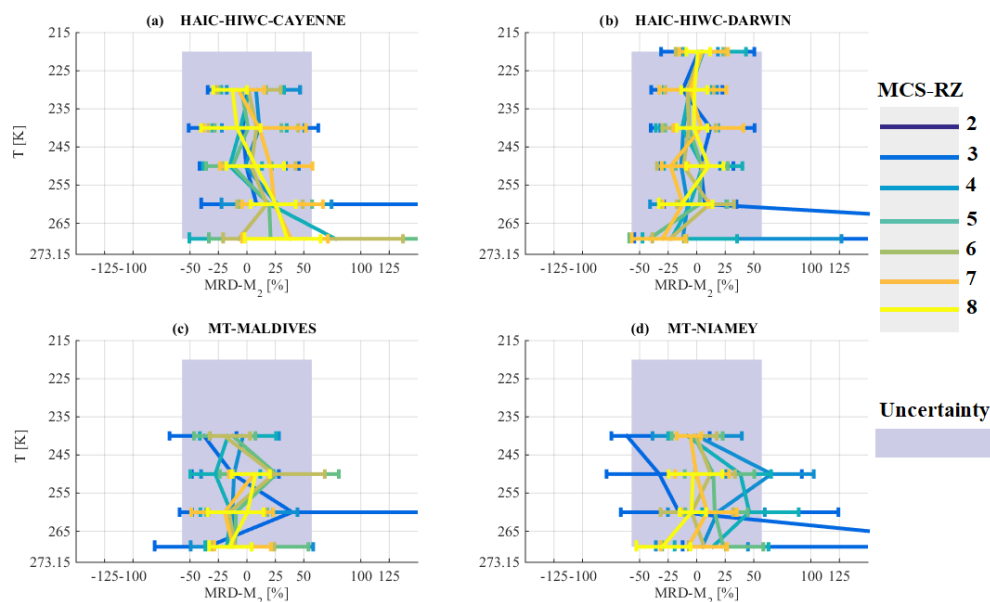 (a) HAIC-HIWC-CAYENNE
215
225
235
245
255
265
273.15
T [K]
-125-100 -50 -25 0 25 50 100 125
MRD-M2 [%]
(b) HAIC-HIWC-DARWIN
215
225
235
245
255
265
273.15
-125-100 -50 -25 0 25 50 100 125
MRD-M2 [%]
MCS-RZ
2
3
4
5
6
7
8
(c) MT-MALDIVES
215
225
235
245
255
265
273.15
T [K]
-125-100 -50 -25 0 25 50 100 125
MRD-M2 [%]
(d) MT-NIAMEY
215
225
235
245
255
265
273.15
-125-100 -50 -25 0 25 50 100 125
MRD-M2 [%]
Uncertainty